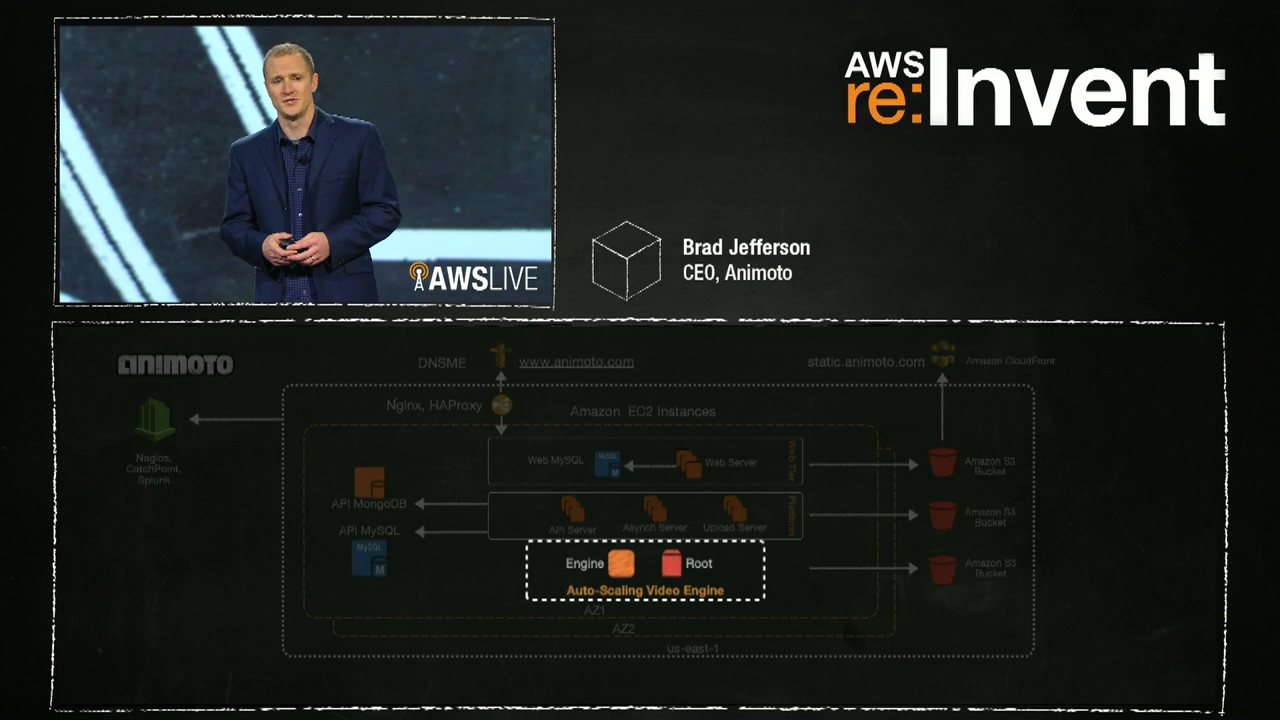 AWS
re:Invent
AWSLIVE
Brad Jefferson
CEO, Animoto
animoto
DNSME
www.animoto.com
static.animoto.com
Amazon CloudFront
Nginx, HAProxy
Amazon EC2 Instances
Nagios,
CatchPoint,
Splunk
Web MySQL
MySQL
M
Web Server
Web Tier
Amazon S3
Bucket
API MongoDB
API Server
Asynch Server
Upload Server
Platform
Amazon S3
Bucket
API MySQL
MySQL
M
Engine
Root
Auto-Scaling Video Engine
Amazon S3
Bucket
AZ1
AZ2
us-east-1